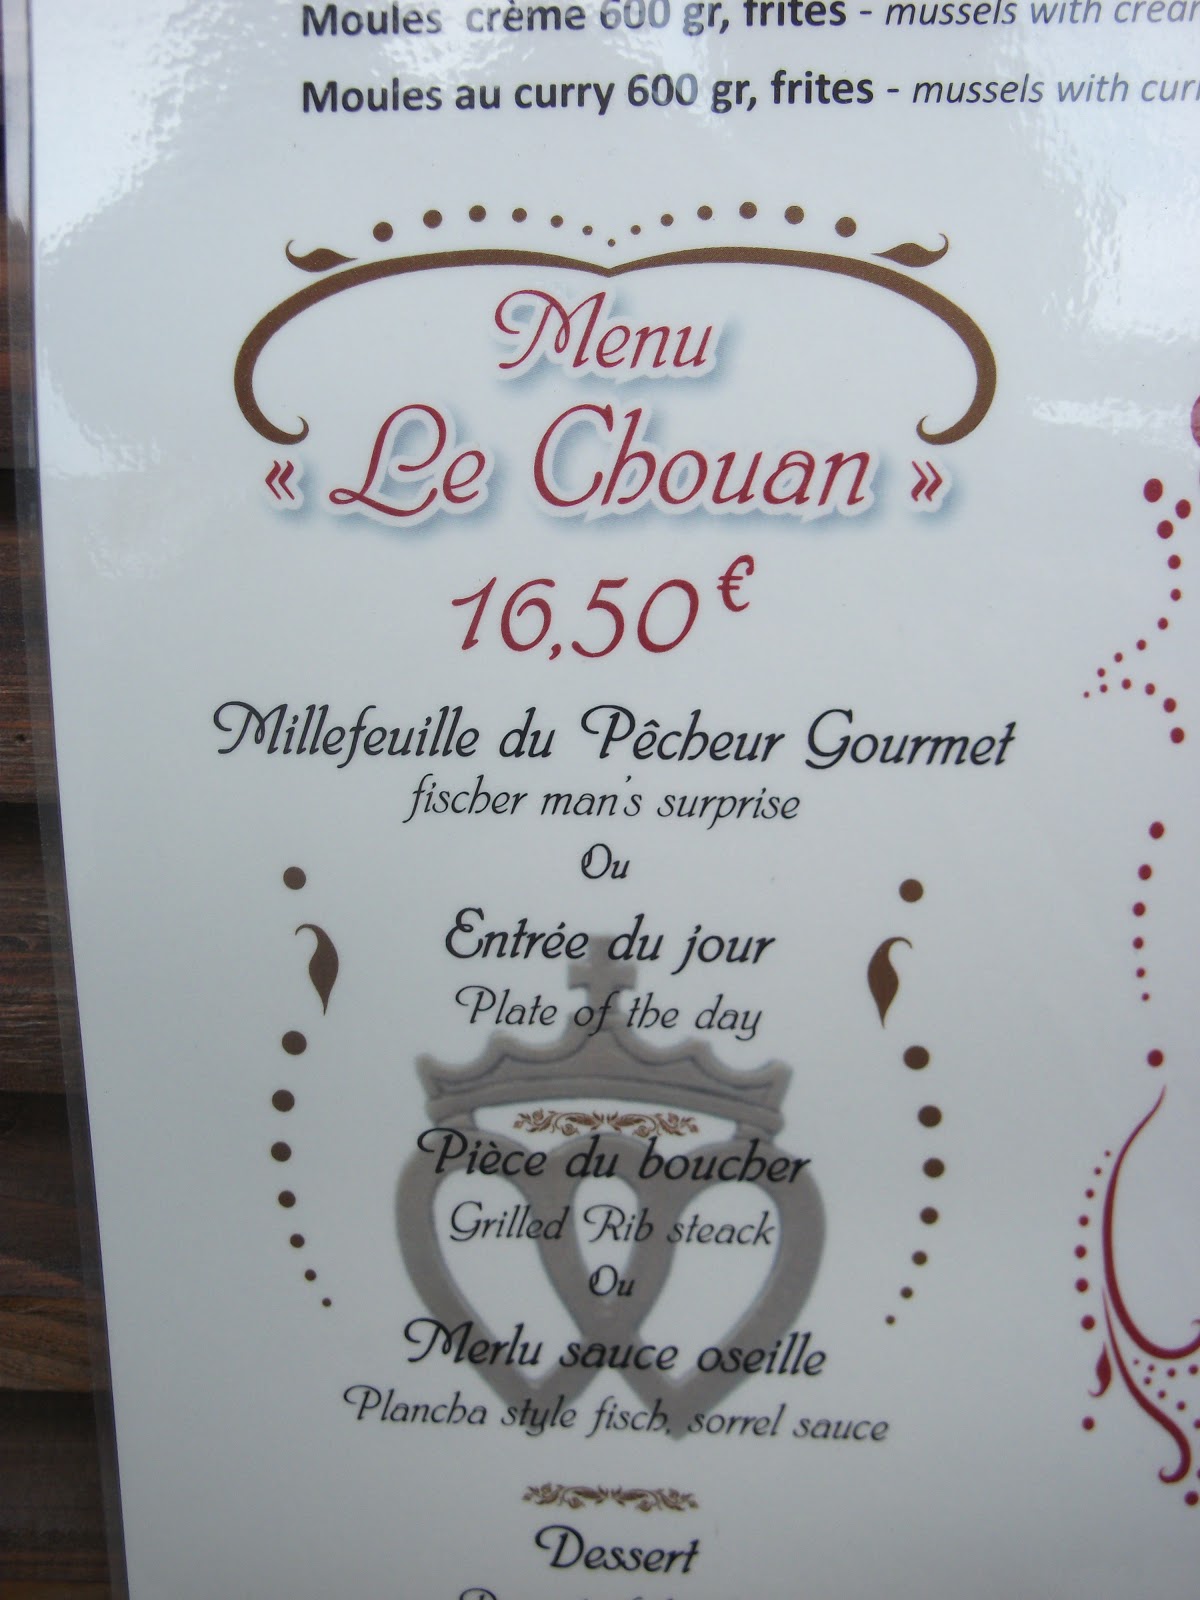 Moules crème 600 gr, frites - mussels with
Moules au curry 600 gr, frites - mussels with
Menu
« Le Chouan »
16,50€
Millefeuille du Pêcheur Gourmet
fischer man's surprise
Ou
Entrée du jour
Plate of the day
Pièce du boucher
Grilled Rib steack
Ou
Merlu sauce oseille
Plancha style fisch, sorrel sauce
Dessert